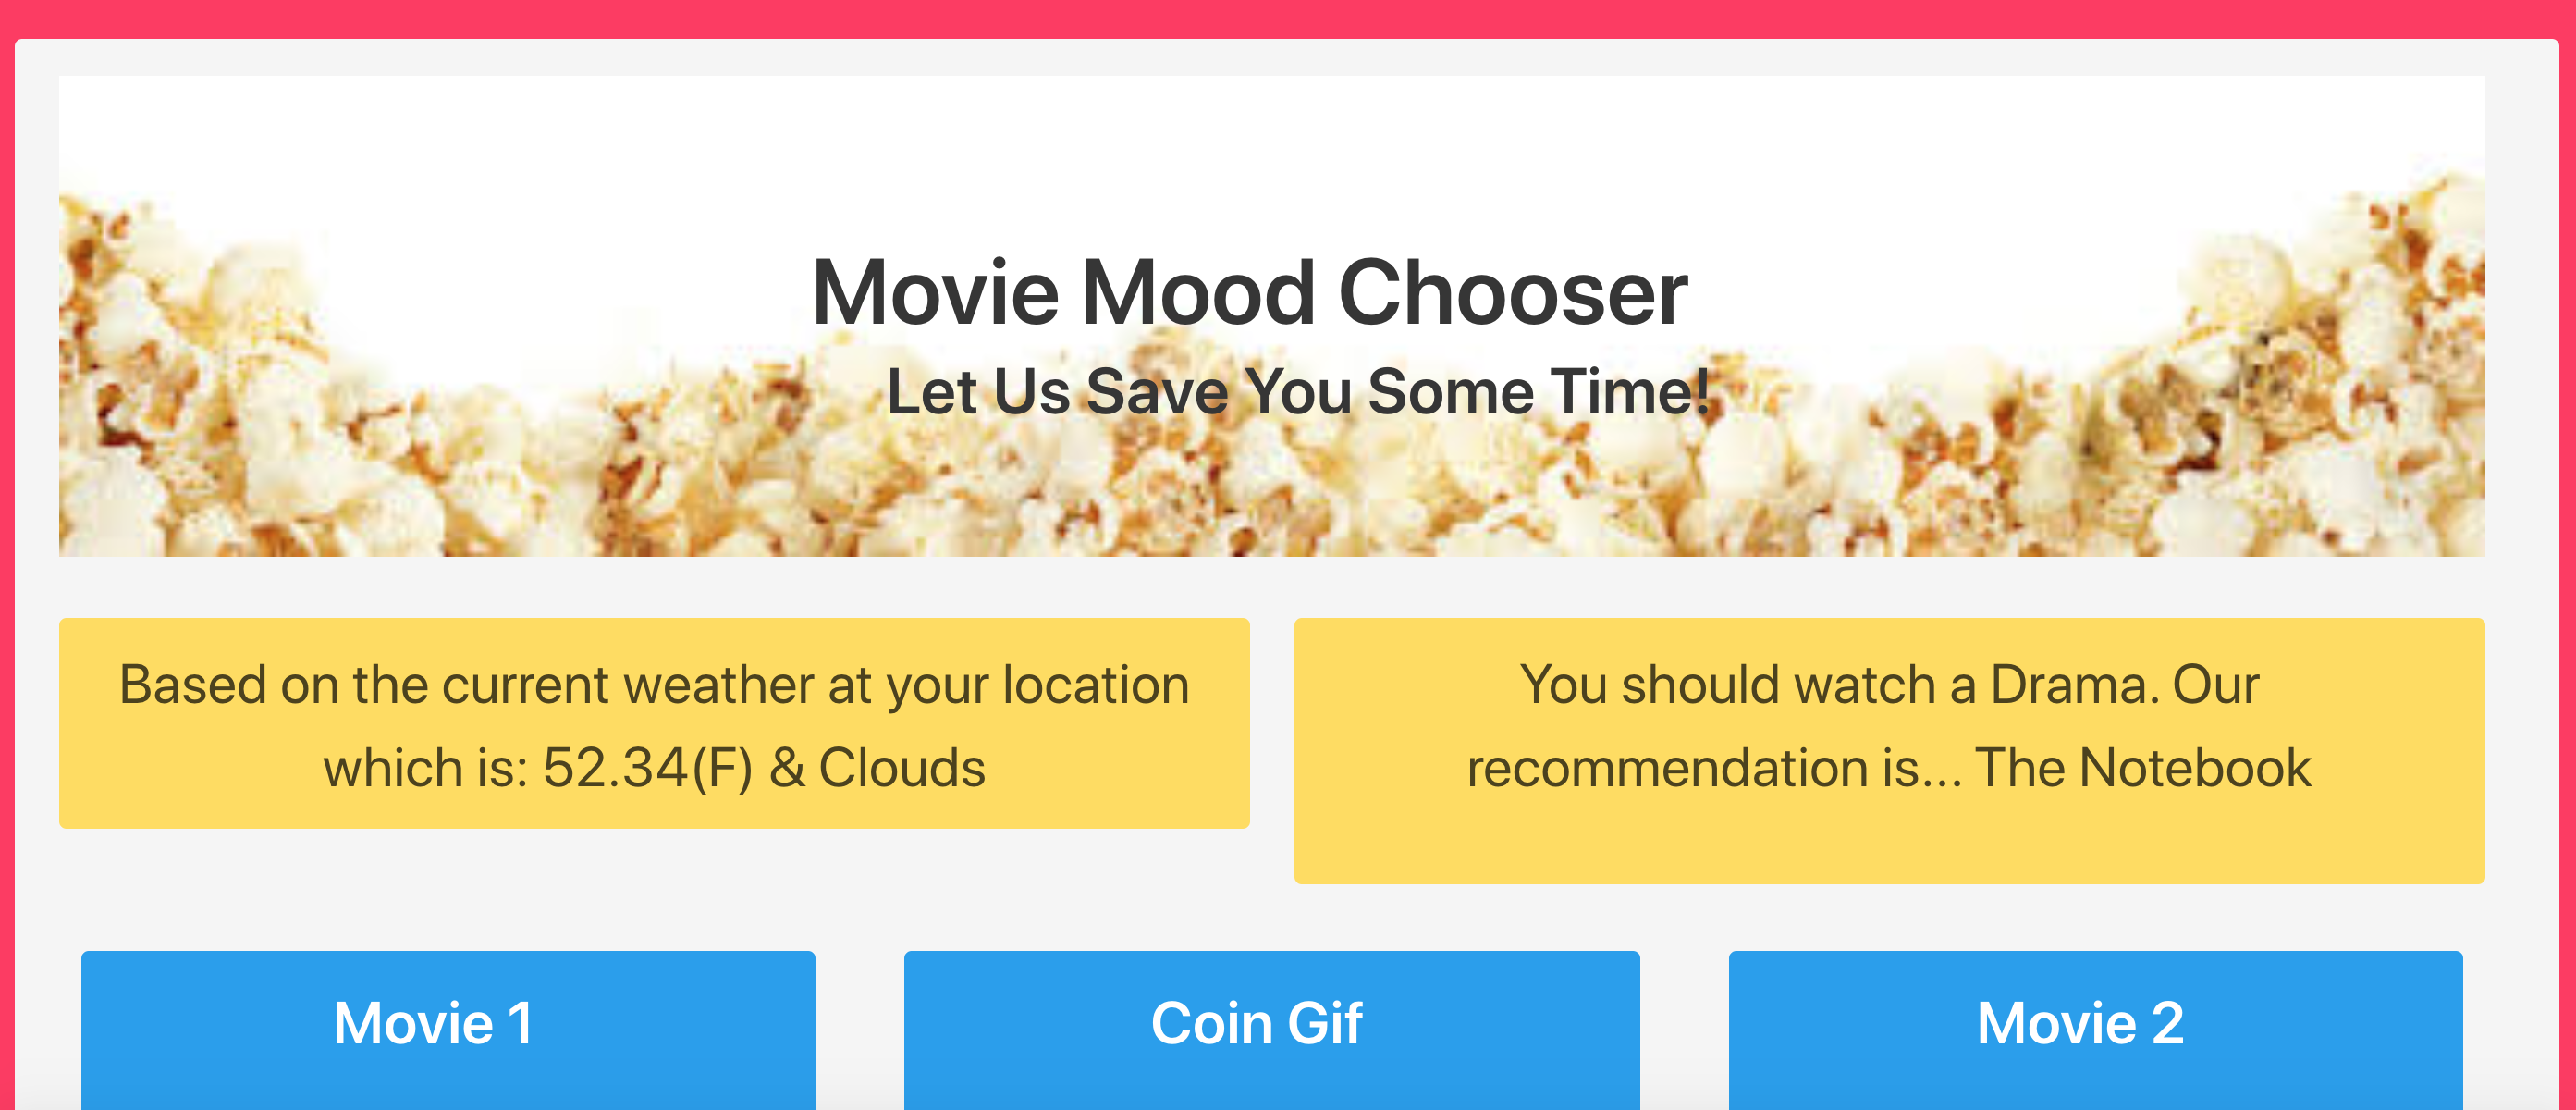 Movie Mood Chooser
Let Us Save You Some Time!
Based on the current weather at your location
which is: 52.34(F) & Clouds
You should watch a Drama. Our
recommendation is... The Notebook
Movie 1
Coin Gif
Movie 2